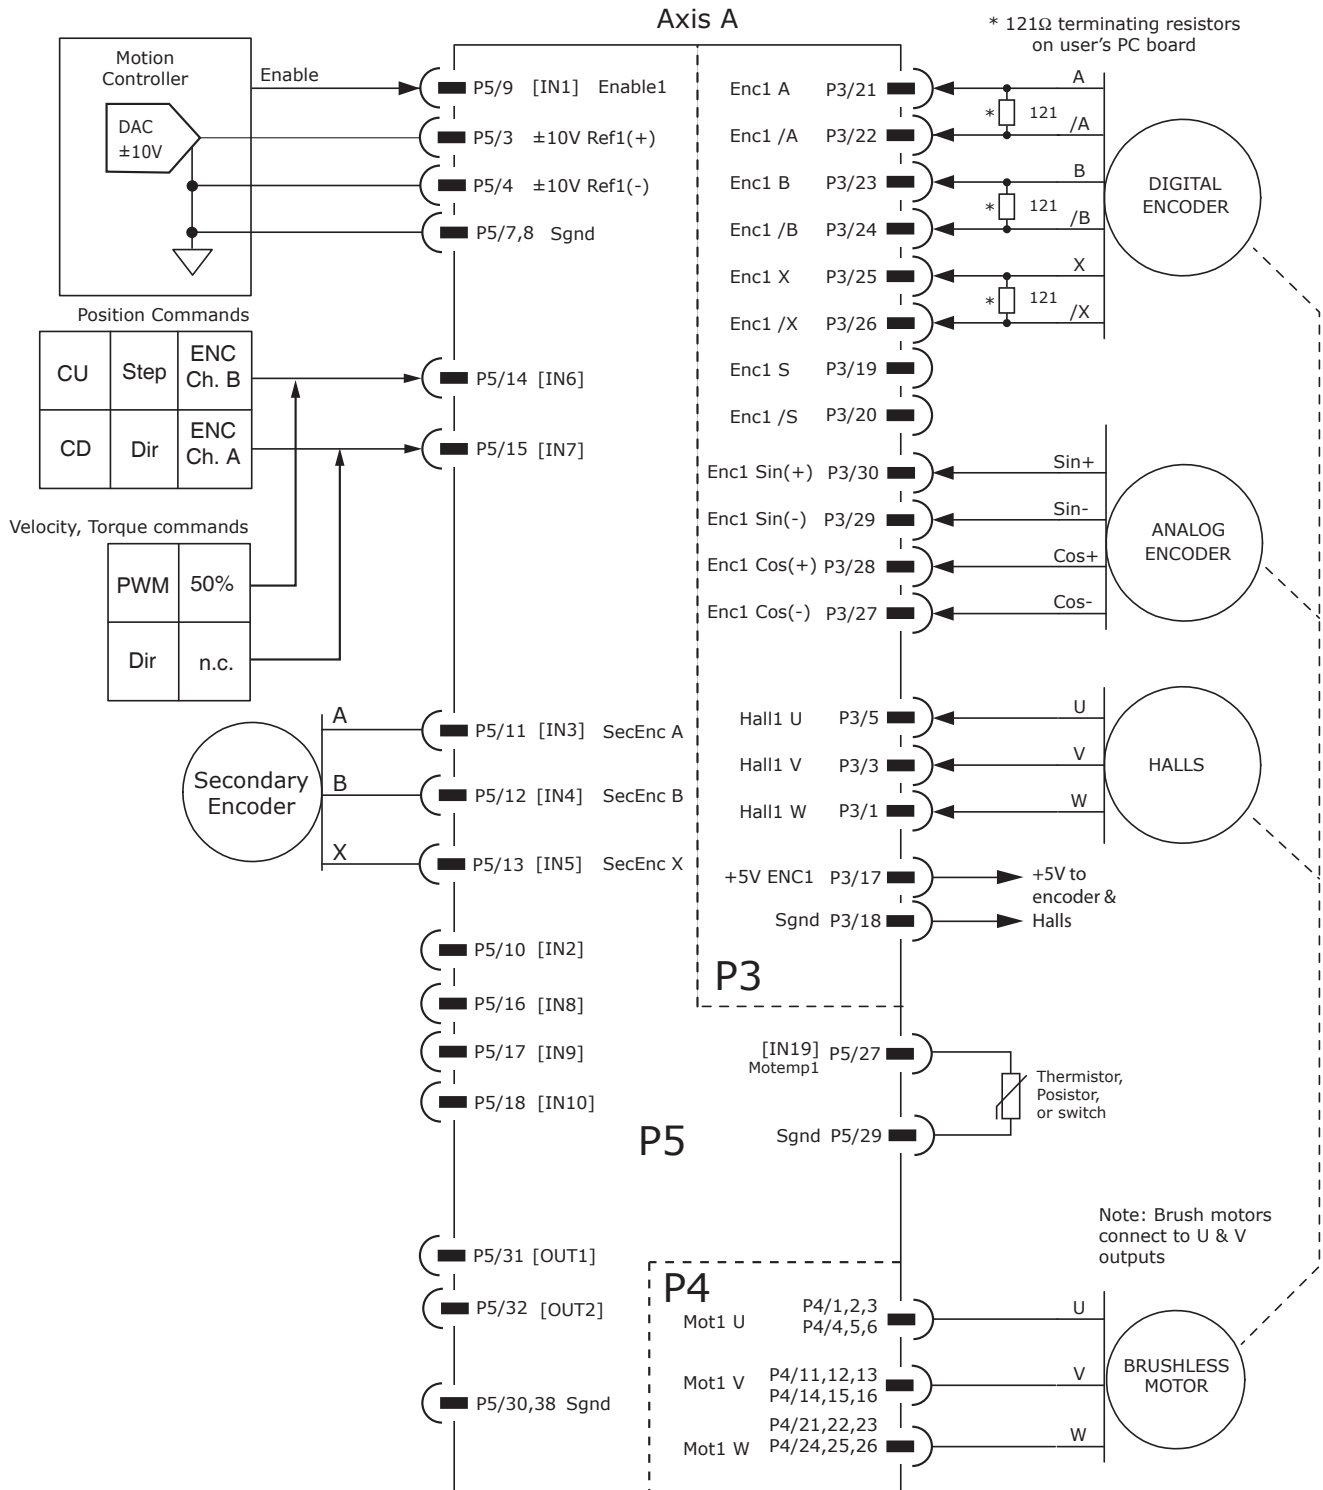 Axis A
* 121Ω terminating resistors
on user's PC board
Motion
Controller
Enable
DAC
±10V
P5/9 [IN1] Enable1
P5/3 ±10V Ref1(+)
P5/4 ±10V Ref1(-)
P5/7,8 Sgnd
Position Commands
CU Step ENC Ch. B
CD Dir ENC Ch. A
P5/14 [IN6]
P5/15 [IN7]
Velocity, Torque commands
PWM 50%
Dir n.c.
Secondary
Encoder
A
B
X
P5/11 [IN3] SecEnc A
P5/12 [IN4] SecEnc B
P5/13 [IN5] SecEnc X
P5/10 [IN2]
P5/16 [IN8]
P5/17 [IN9]
P5/18 [IN10]
P5
P5/31 [OUT1]
P5/32 [OUT2]
P5/30,38 Sgnd
Enc1 A P3/21
Enc1 /A P3/22
Enc1 B P3/23
Enc1 /B P3/24
Enc1 X P3/25
Enc1 /X P3/26
Enc1 S P3/19
Enc1 /S P3/20
A
* 121
/A
B
* 121
/B
X
* 121
/X
DIGITAL
ENCODER
Enc1 Sin(+) P3/30
Enc1 Sin(-) P3/29
Enc1 Cos(+) P3/28
Enc1 Cos(-) P3/27
Sin+
Sin-
Cos+
Cos-
ANALOG
ENCODER
Hall1 U P3/5
Hall1 V P3/3
Hall1 W P3/1
U
V
W
HALLS
+5V ENC1 P3/17
Sgnd P3/18
+5V to
encoder &
Halls
P3
[IN19] P5/27
Motemp1
Sgnd P5/29
Thermistor,
Posistor,
or switch
Note: Brush motors
connect to U & V
outputs
P4
Mot1 U
P4/1,2,3
P4/4,5,6
Mot1 V
P4/11,12,13
P4/14,15,16
Mot1 W
P4/21,22,23
P4/24,25,26
U
V
W
BRUSHLESS
MOTOR